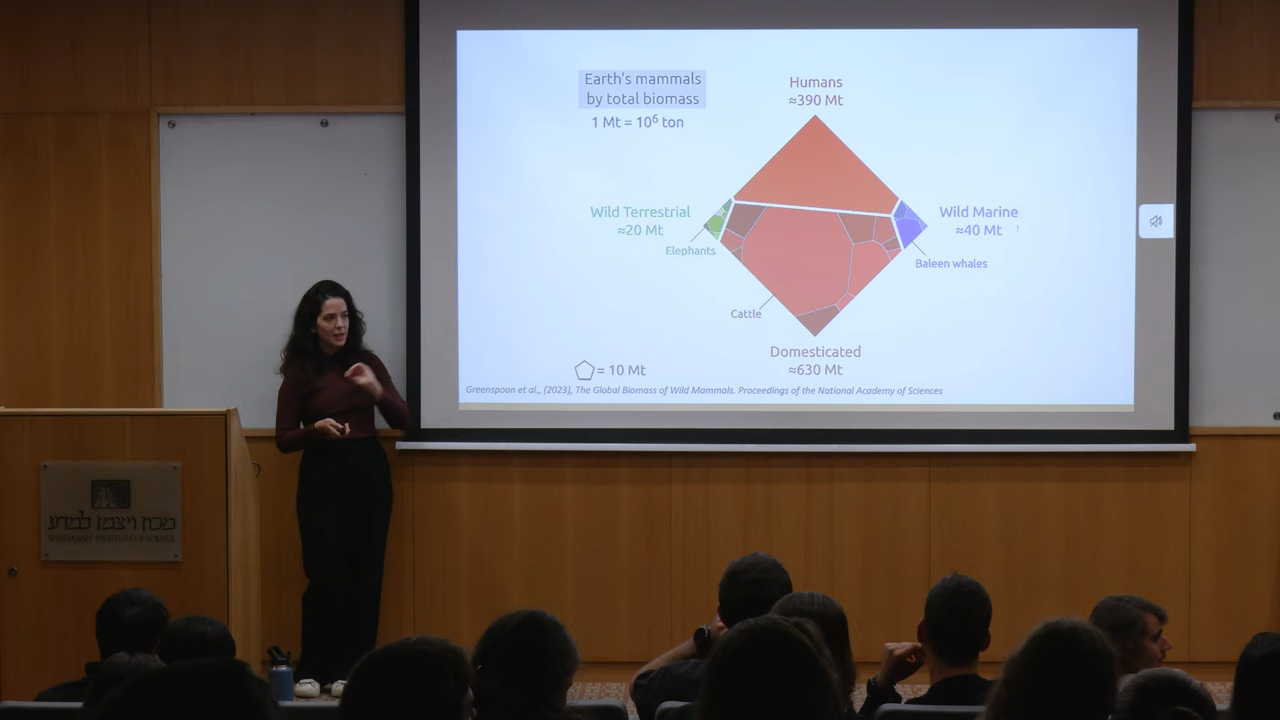 Earth's mammals
by total biomass
1 Mt = 10⁶ ton
Humans
≈390 Mt
Wild Terrestrial
≈20 Mt
Elephants
Wild Marine
≈40 Mt
Baleen whales
Cattle
Domesticated
≈630 Mt
= 10 Mt
Greenspoon et al., (2023), The Global Biomass of Wild Mammals. Proceedings of the National Academy of Sciences
מכון ויצמן למדע
WEIZMANN INSTITUTE OF SCIENCE